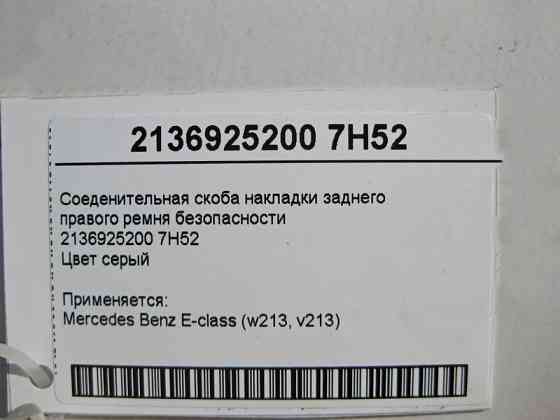 2136925200 7H52
Соеденительная скоба накладки заднего
правого ремня безопасности
2136925200 7H52
Цвет серый
Применяется:
Mercedes Benz E-class (w213, v213)